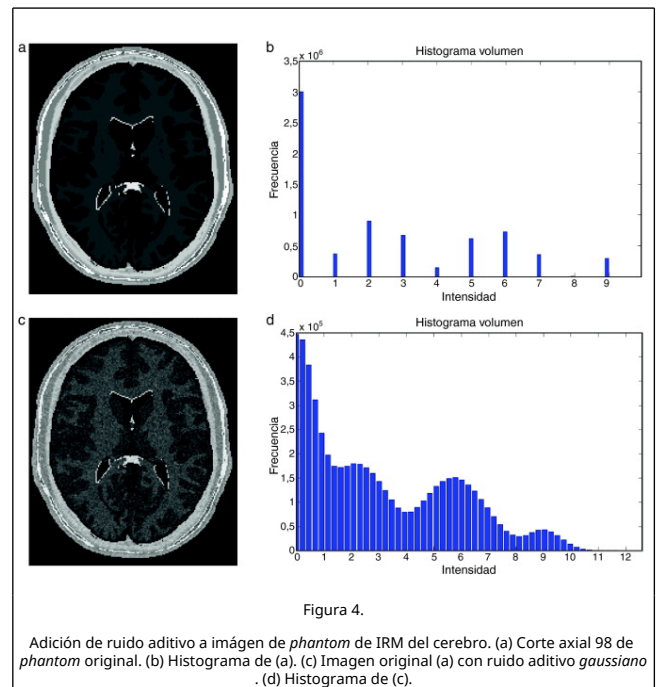 a
b
Histograma volumen
3,5 x 10⁶
3
2,5
2
1,5
1
0,5
0
Frecuencia
0 1 2 3 4 5 6 7 8 9
Intensidad
c
d
Histograma volumen
4,5 x 10⁵
4
3,5
3
2,5
2
1,5
1
0,5
0
Frecuencia
0 1 2 3 4 5 6 7 8 9 10 11 12
Intensidad
Figura 4.
Adición de ruido aditivo a imágen de phantom de IRM del cerebro. (a) Corte axial 98 de
phantom original. (b) Histograma de (a). (c) Imagen original (a) con ruido aditivo gaussiano
. (d) Histograma de (c).